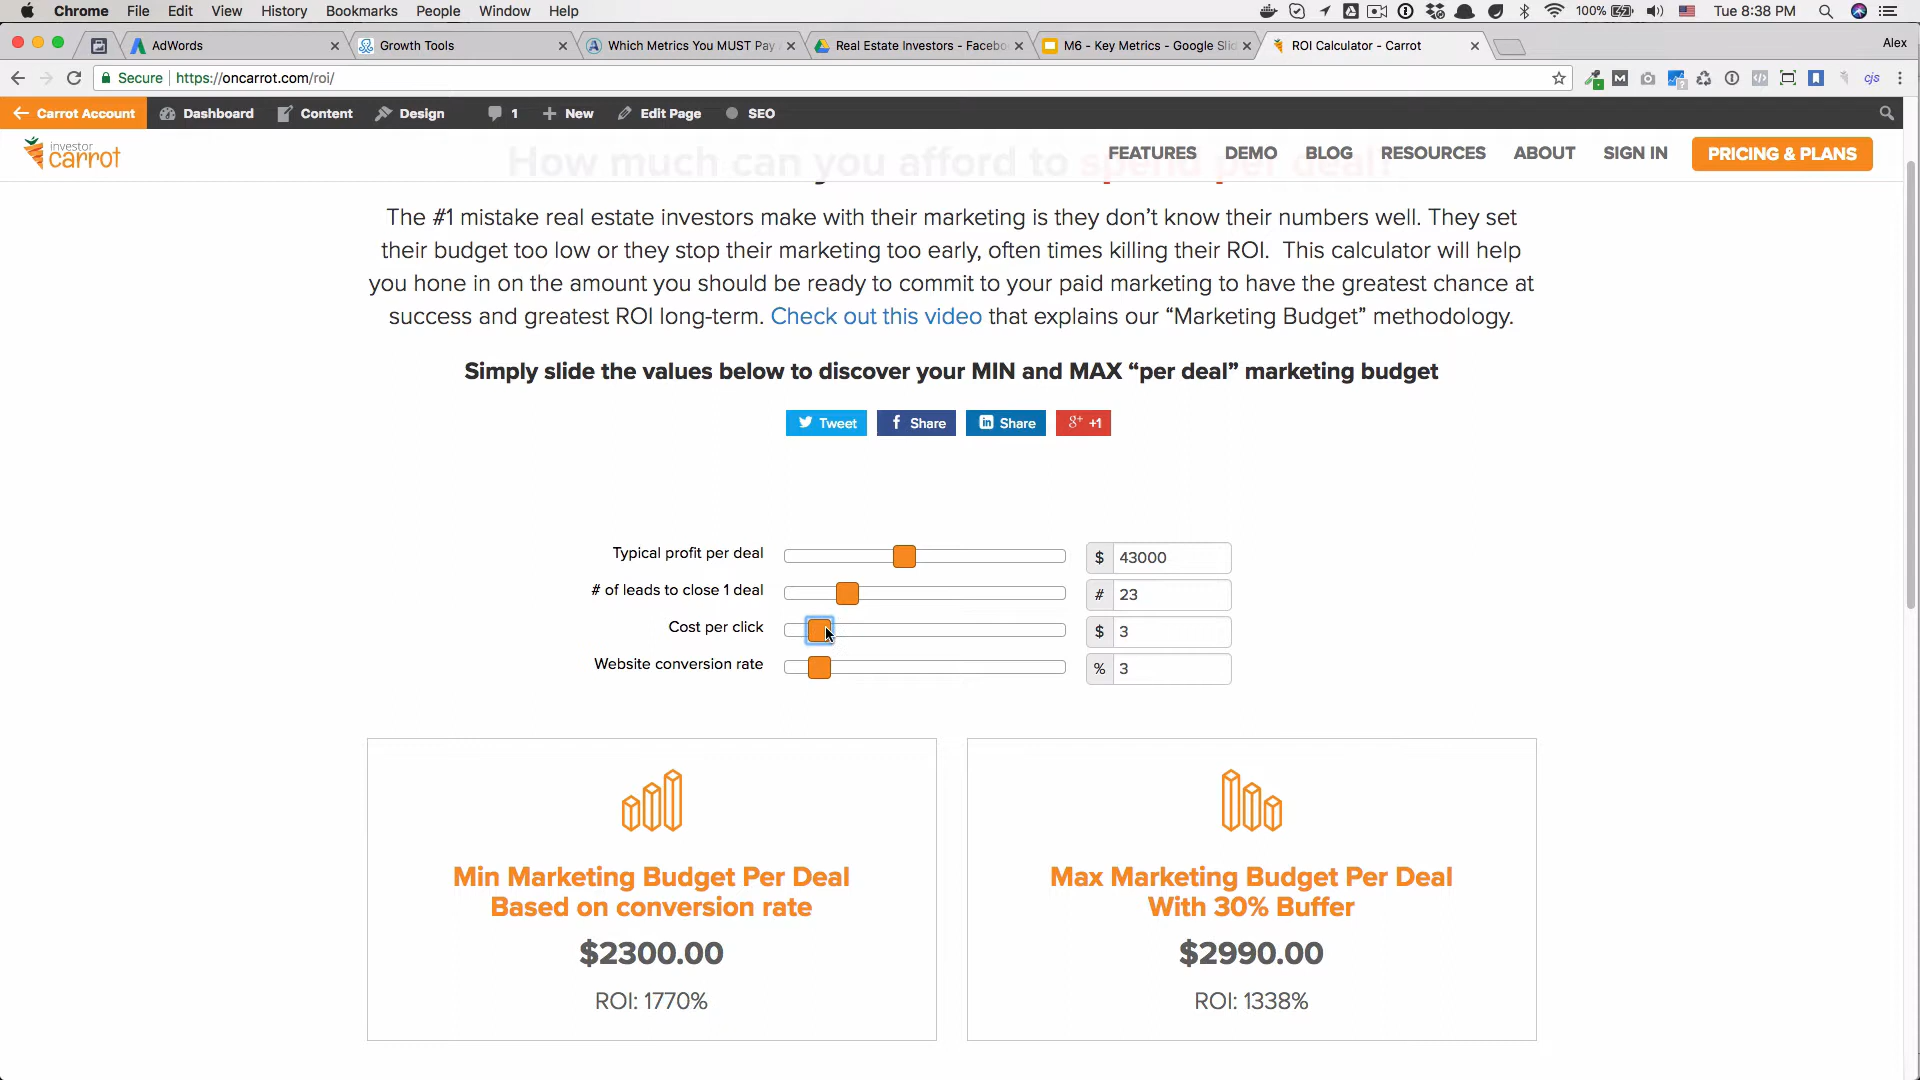 Chrome File Edit View History Bookmarks People Window Help 100% Tue 8:38 PM
AdWords Growth Tools Which Metrics You MUST Pay Real Estate Investors - Facebo M6 - Key Metrics - Google Slid ROI Calculator - Carrot Alex
Secure https://oncarrot.com/roi/ cjs
Carrot Account Dashboard Content Design 1 New Edit Page SEO
investor carrot FEATURES DEMO BLOG RESOURCES ABOUT SIGN IN PRICING & PLANS
How much can you afford to spend per deal?
The #1 mistake real estate investors make with their marketing is they don’t know their numbers well. They set
their budget too low or they stop their marketing too early, often times killing their ROI. This calculator will help
you hone in on the amount you should be ready to commit to your paid marketing to have the greatest chance at
success and greatest ROI long-term. Check out this video that explains our “Marketing Budget” methodology.
Simply slide the values below to discover your MIN and MAX “per deal” marketing budget
Tweet Share Share +1
Typical profit per deal $ 43000
# of leads to close 1 deal # 23
Cost per click $ 3
Website conversion rate % 3
Min Marketing Budget Per Deal
Based on conversion rate
$2300.00
ROI: 1770%
Max Marketing Budget Per Deal
With 30% Buffer
$2990.00
ROI: 1338%